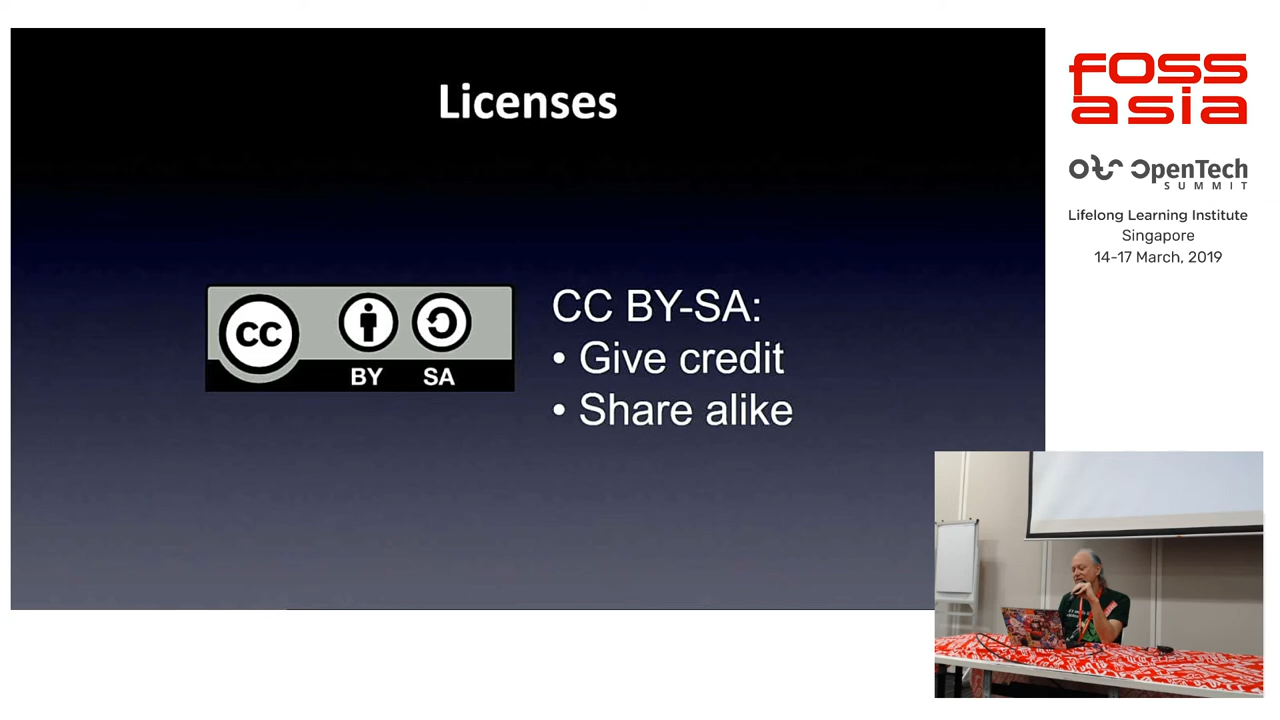 Licenses
cc
BY SA
CC BY-SA:
• Give credit
• Share alike
fOSS
asia
OpenTech
SUMMIT
Lifelong Learning Institute
Singapore
14-17 March, 2019